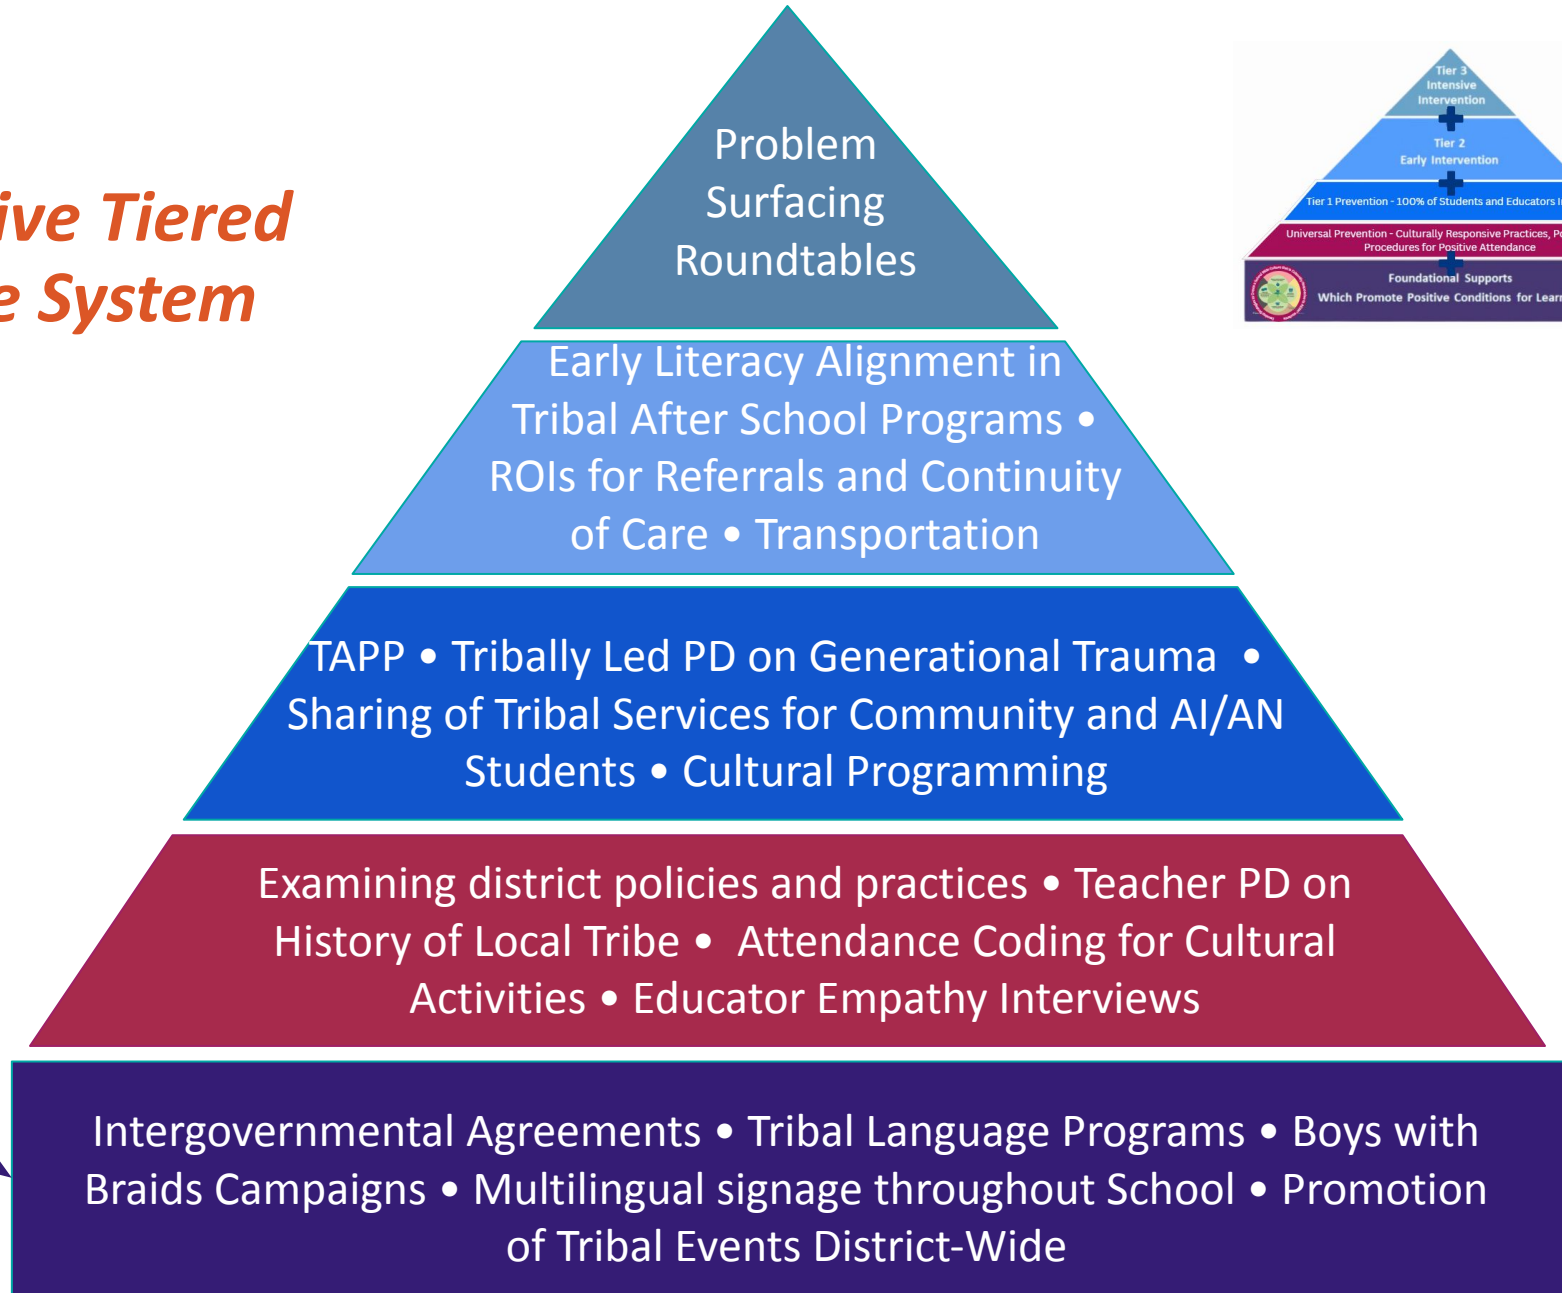 ive Tiered
e System
Problem
Surfacing
Roundtables
Early Literacy Alignment in
Tribal After School Programs •
ROIs for Referrals and Continuity
of Care • Transportation
TAPP • Tribally Led PD on Generational Trauma •
Sharing of Tribal Services for Community and AI/AN
Students • Cultural Programming
Examining district policies and practices • Teacher PD on
History of Local Tribe • Attendance Coding for Cultural
Activities • Educator Empathy Interviews
Intergovernmental Agreements • Tribal Language Programs • Boys with
Braids Campaigns • Multilingual signage throughout School • Promotion
of Tribal Events District-Wide
Tier 3
Intensive
Intervention
Tier 2
Early Intervention
Tier 1 Prevention - 100% of Students and Educators I
Universal Prevention - Culturally Responsive Practices, Po
Procedures for Positive Attendance
Foundational Supports
Which Promote Positive Conditions for Lear